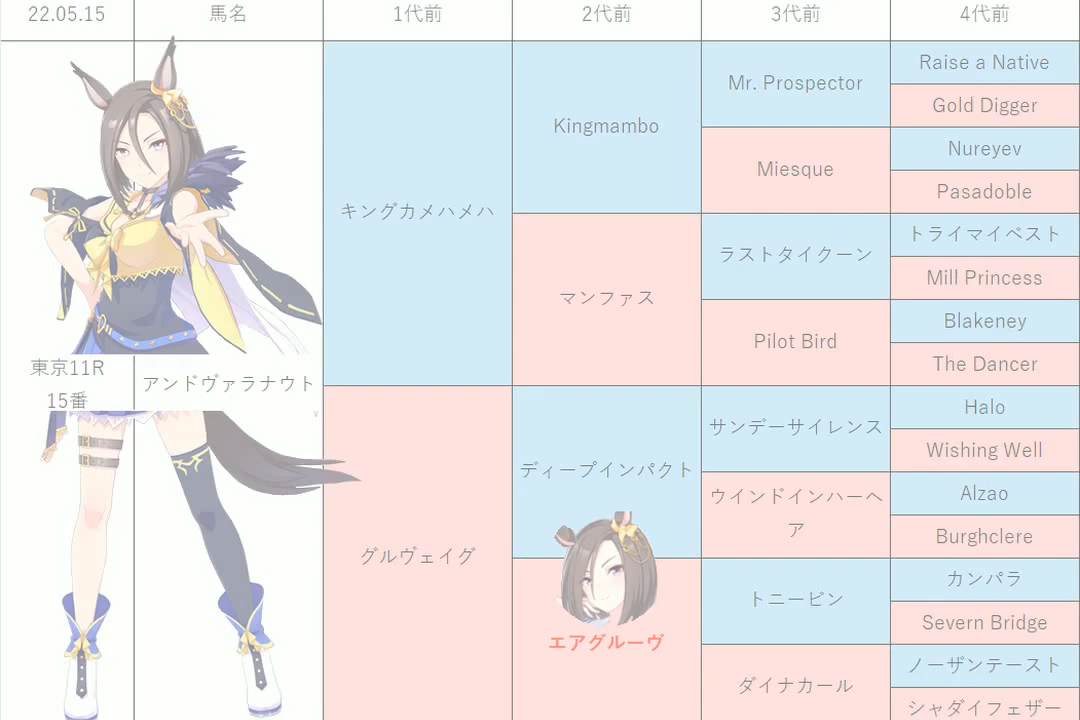 22.05.15
馬名
1代前
2代前
3代前
4代前
東京11R
15番
アンドヴァラナウト
キングカメハメハ
グルヴェイグ
Kingmambo
マンファス
ディープインパクト
エアグルーヴ
Mr. Prospector
Miesque
ラストタイクーン
Pilot Bird
サンデーサイレンス
ウインドインハーヘ
ア
トニービン
ダイナカール
Raise a Native
Gold Digger
Nureyev
Pasadoble
トライマイベスト
Mill Princess
Blakeney
The Dancer
Halo
Wishing Well
Alzao
Burghclere
カンパラ
Severn Bridge
ノーザンテースト
シャダイフェザー